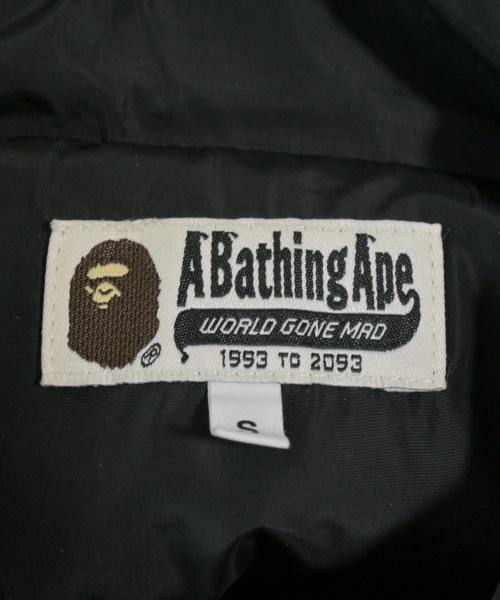 A Bathing Ape
WORLD GONE MAD
1993 TO 2093
®
S